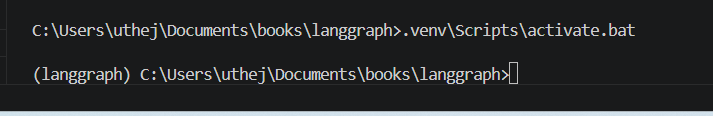 C:\Users\uthej\Documents\books\langgraph>.venv\Scripts\activate.bat
(langgraph) C:\Users\uthej\Documents\books\langgraph>